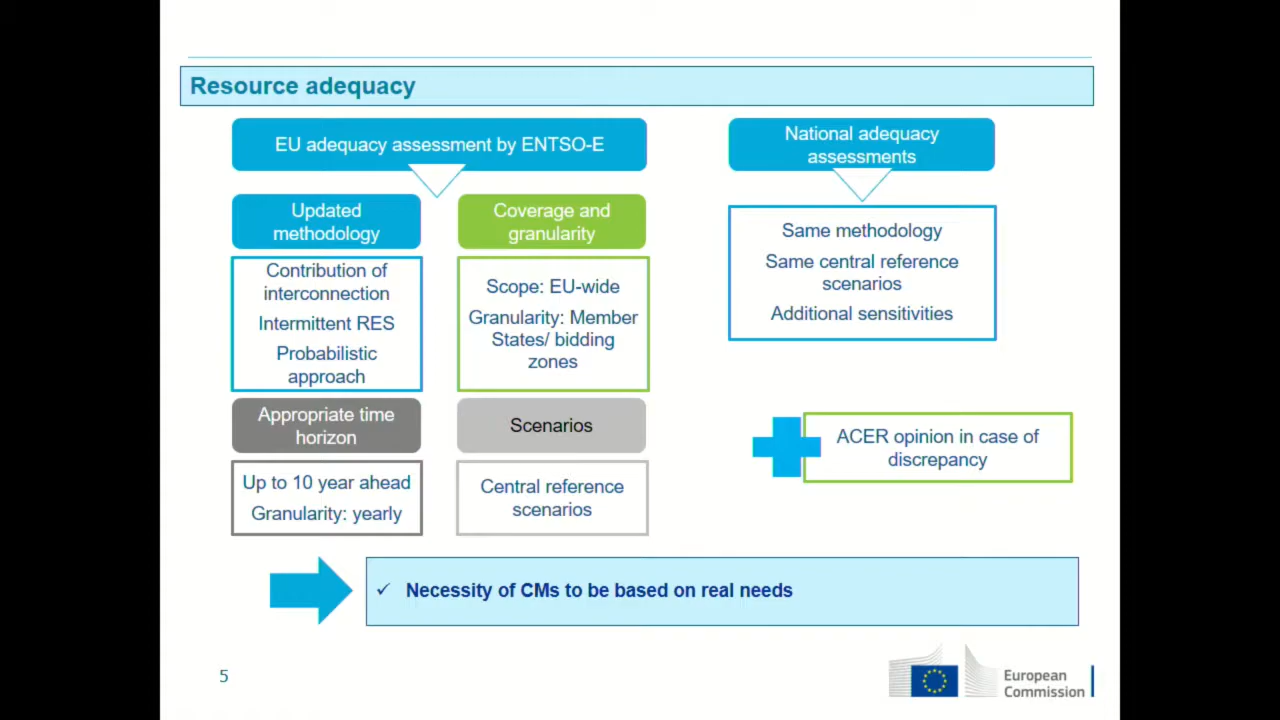 Resource adequacy
EU adequacy assessment by ENTSO-E
Updated
methodology
Contribution of
interconnection
Intermittent RES
Probabilistic
approach
Coverage and
granularity
Scope: EU-wide
Granularity: Member
States/ bidding
zones
Appropriate time
horizon
Up to 10 year ahead
Granularity: yearly
Scenarios
Central reference
scenarios
National adequacy
assessments
Same methodology
Same central reference
scenarios
Additional sensitivities
ACER opinion in case of
discrepancy
✓ Necessity of CMs to be based on real needs
5
European
Commission